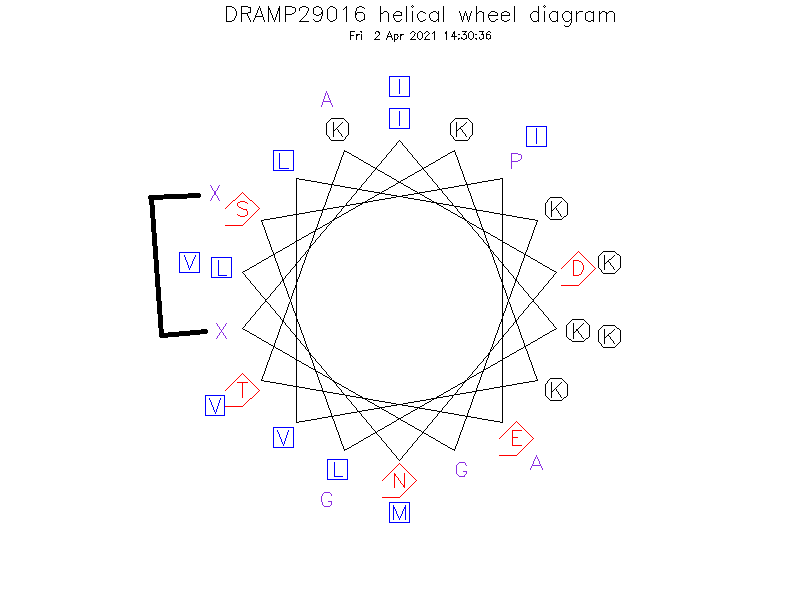 DRAMP29016 helical wheel diagram
Fri 2 Apr 2021 14:30:36
I
A
I
K
K
I
L
P
X
S
K
V
L
D
K
X
K
K
T
K
V
V
E
L
G
A
N
G
M